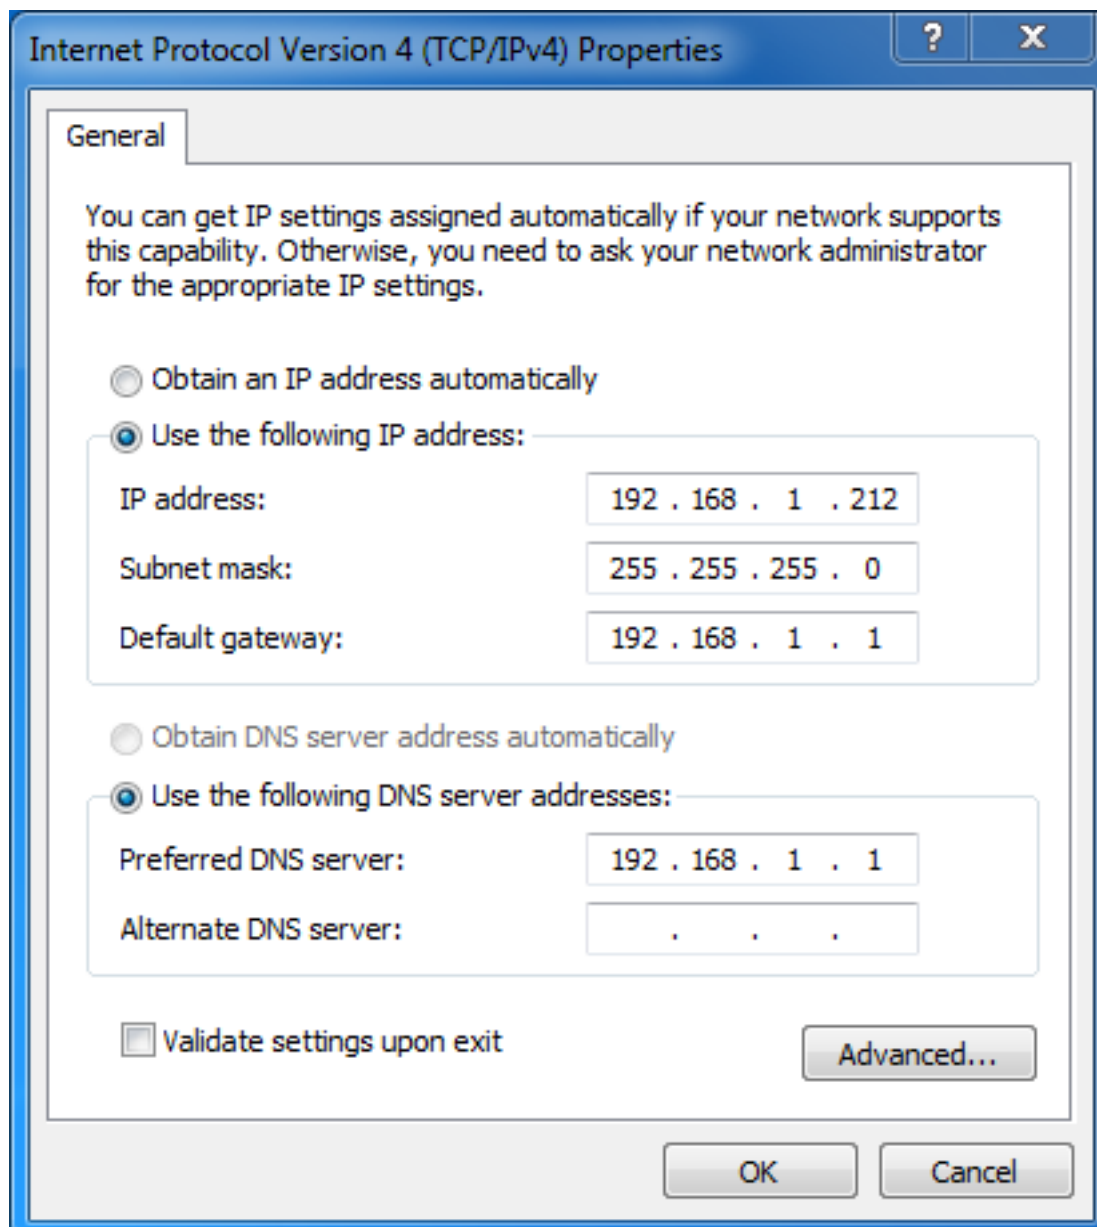 Internet Protocol Version 4 (TCP/IPv4) Properties
? X
General
You can get IP settings assigned automatically if your network supports
this capability. Otherwise, you need to ask your network administrator
for the appropriate IP settings.
Obtain an IP address automatically
Use the following IP address:
IP address: 192 . 168 . 1 . 212
Subnet mask: 255 . 255 . 255 . 0
Default gateway: 192 . 168 . 1 . 1
Obtain DNS server address automatically
Use the following DNS server addresses:
Preferred DNS server: 192 . 168 . 1 . 1
Alternate DNS server: . . .
Validate settings upon exit
Advanced...
OK Cancel